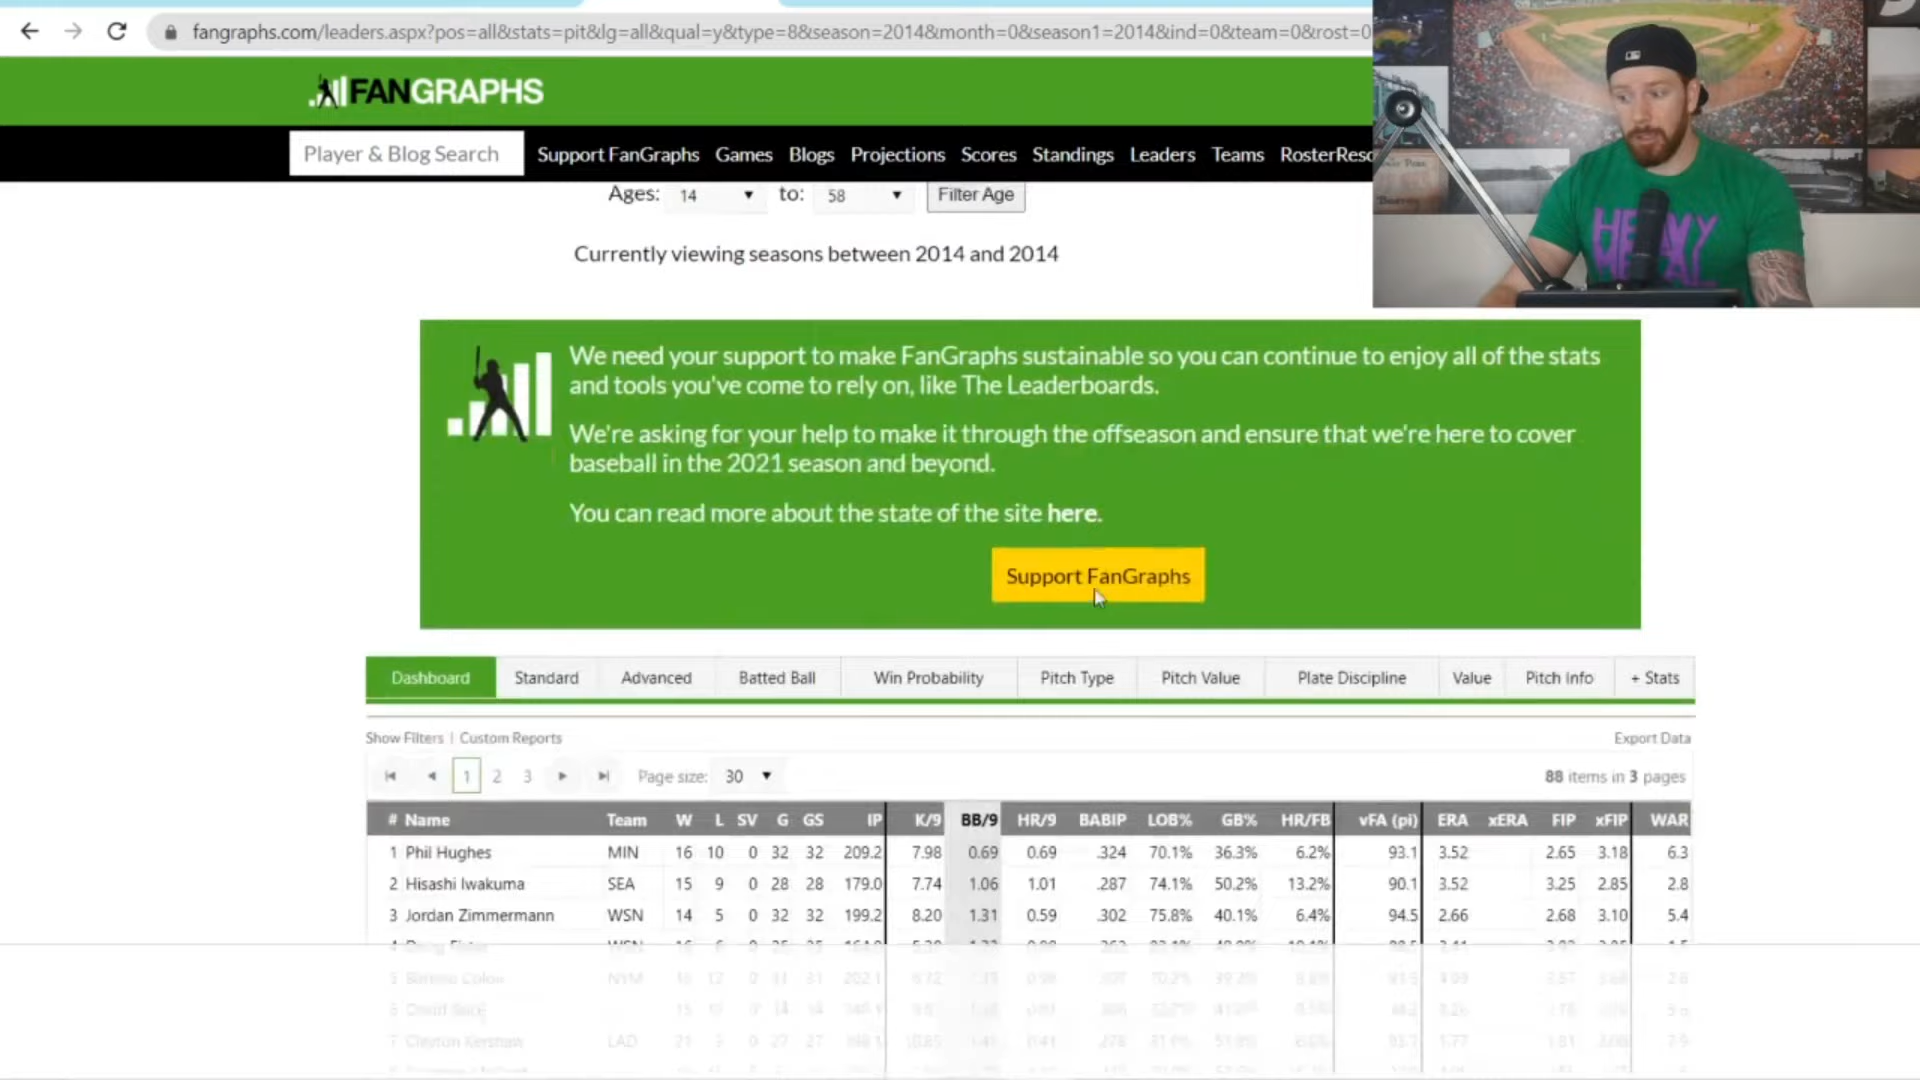 fangraphs.com/leaders.aspx?pos=all&stats=pit&lg=all&qual=y&type=8&season=2014&month=0&season1=2014&ind=0&team=0&rost=0
FANGRAPHS
Player & Blog Search Support FanGraphs Games Blogs Projections Scores Standings Leaders Teams RosterReso
Ages: 14 to: 58 Filter Age
Currently viewing seasons between 2014 and 2014
HEAVY
We need your support to make FanGraphs sustainable so you can continue to enjoy all of the stats
and tools you've come to rely on, like The Leaderboards.
We're asking for your help to make it through the offseason and ensure that we're here to cover
baseball in the 2021 season and beyond.
You can read more about the state of the site here.
Support FanGraphs
Dashboard Standard Advanced Batted Ball Win Probability Pitch Type Pitch Value Plate Discipline Value Pitch Info + Stats
Show Filters | Custom Reports Export Data
1 2 3 Page size: 30 88 items in 3 pages
# Name Team W L SV G GS IP K/9 BB/9 HR/9 BABIP LOB% GB% HR/FB vFA (pi) ERA xERA FIP xFIP WAR
1 Phil Hughes MIN 16 10 0 32 32 209.2 7.98 0.69 0.69 .324 70.1% 36.3% 6.2% 93.1 3.52 2.65 3.18 6.3
2 Hisashi Iwakuma SEA 15 9 0 28 28 179.0 7.74 1.06 1.01 .287 74.1% 50.2% 13.2% 90.1 3.52 3.25 2.85 2.8
3 Jordan Zimmermann WSN 14 5 0 32 32 199.2 8.20 1.31 0.59 .302 75.8% 40.1% 6.4% 94.5 2.66 2.68 3.10 5.4
NYM
7 Clayton Kershaw LAD 21 3 0 27 27